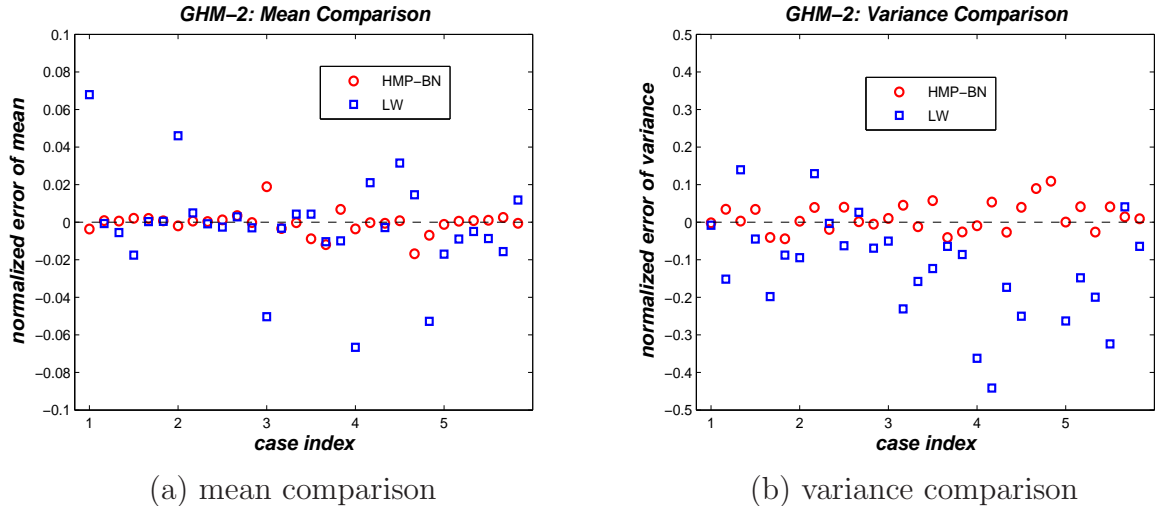 GHM−2: Mean Comparison
0.1
0.08
0.06
0.04
0.02
0
−0.02
−0.04
−0.06
−0.08
−0.1
normalized error of mean
HMP−BN
LW
1 2 3 4 5
case index
(a) mean comparison
GHM−2: Variance Comparison
0.5
0.4
0.3
0.2
0.1
0
−0.1
−0.2
−0.3
−0.4
−0.5
normalized error of variance
HMP−BN
LW
1 2 3 4 5
case index
(b) variance comparison